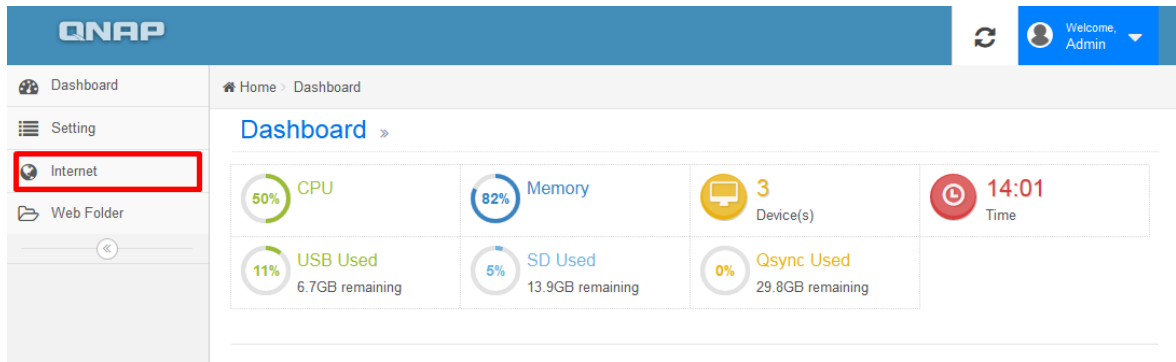 QNAP
Welcome,
Admin
Dashboard
Setting
Internet
Web Folder
Home > Dashboard
Dashboard »
50%
CPU
82%
Memory
3
Device(s)
14:01
Time
11%
USB Used
6.7GB remaining
5%
SD Used
13.9GB remaining
0%
Qsync Used
29.8GB remaining